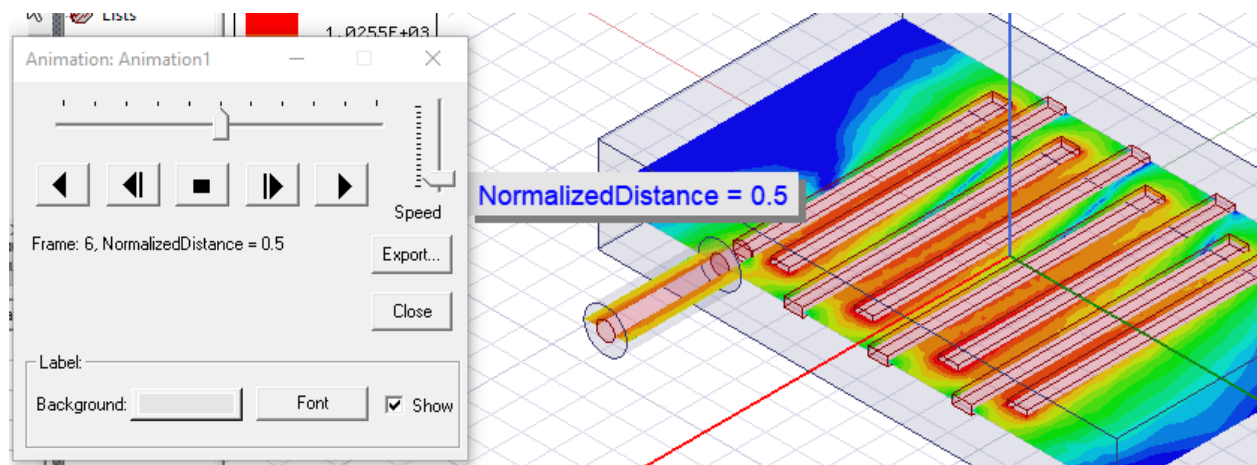 Lists
1.0255E+03
Animation: Animation1
NormalizedDistance = 0.5
Speed
Frame: 6, NormalizedDistance = 0.5
Export...
Close
Label:
Background:
Font
Show